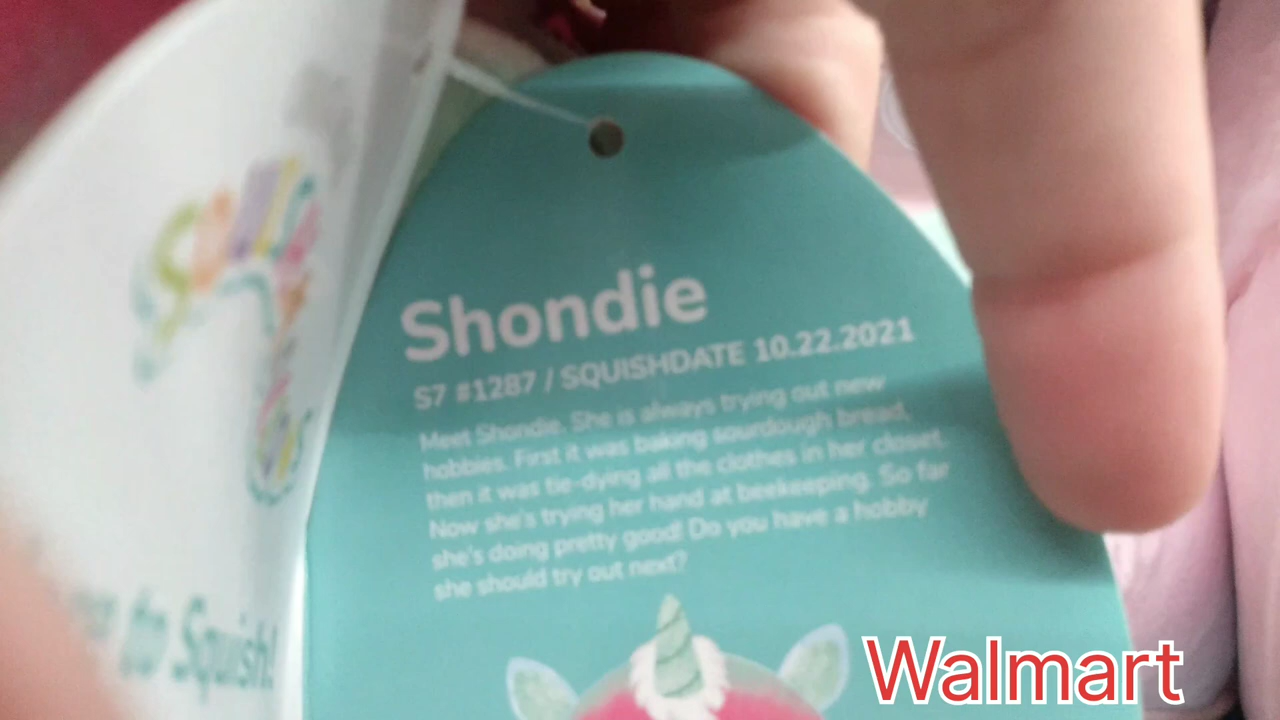 Shondie
S7 #1287 / SQUISHDATE 10.22.2021
Meet Shondie. She is always trying out new
hobbies. First it was baking sourdough bread,
then it was tie-dying all the clothes in her closet.
Now she's trying her hand at beekeeping. So far
she's doing pretty good! Do you have a hobby
she should try out next?
to Squish!
Walmart